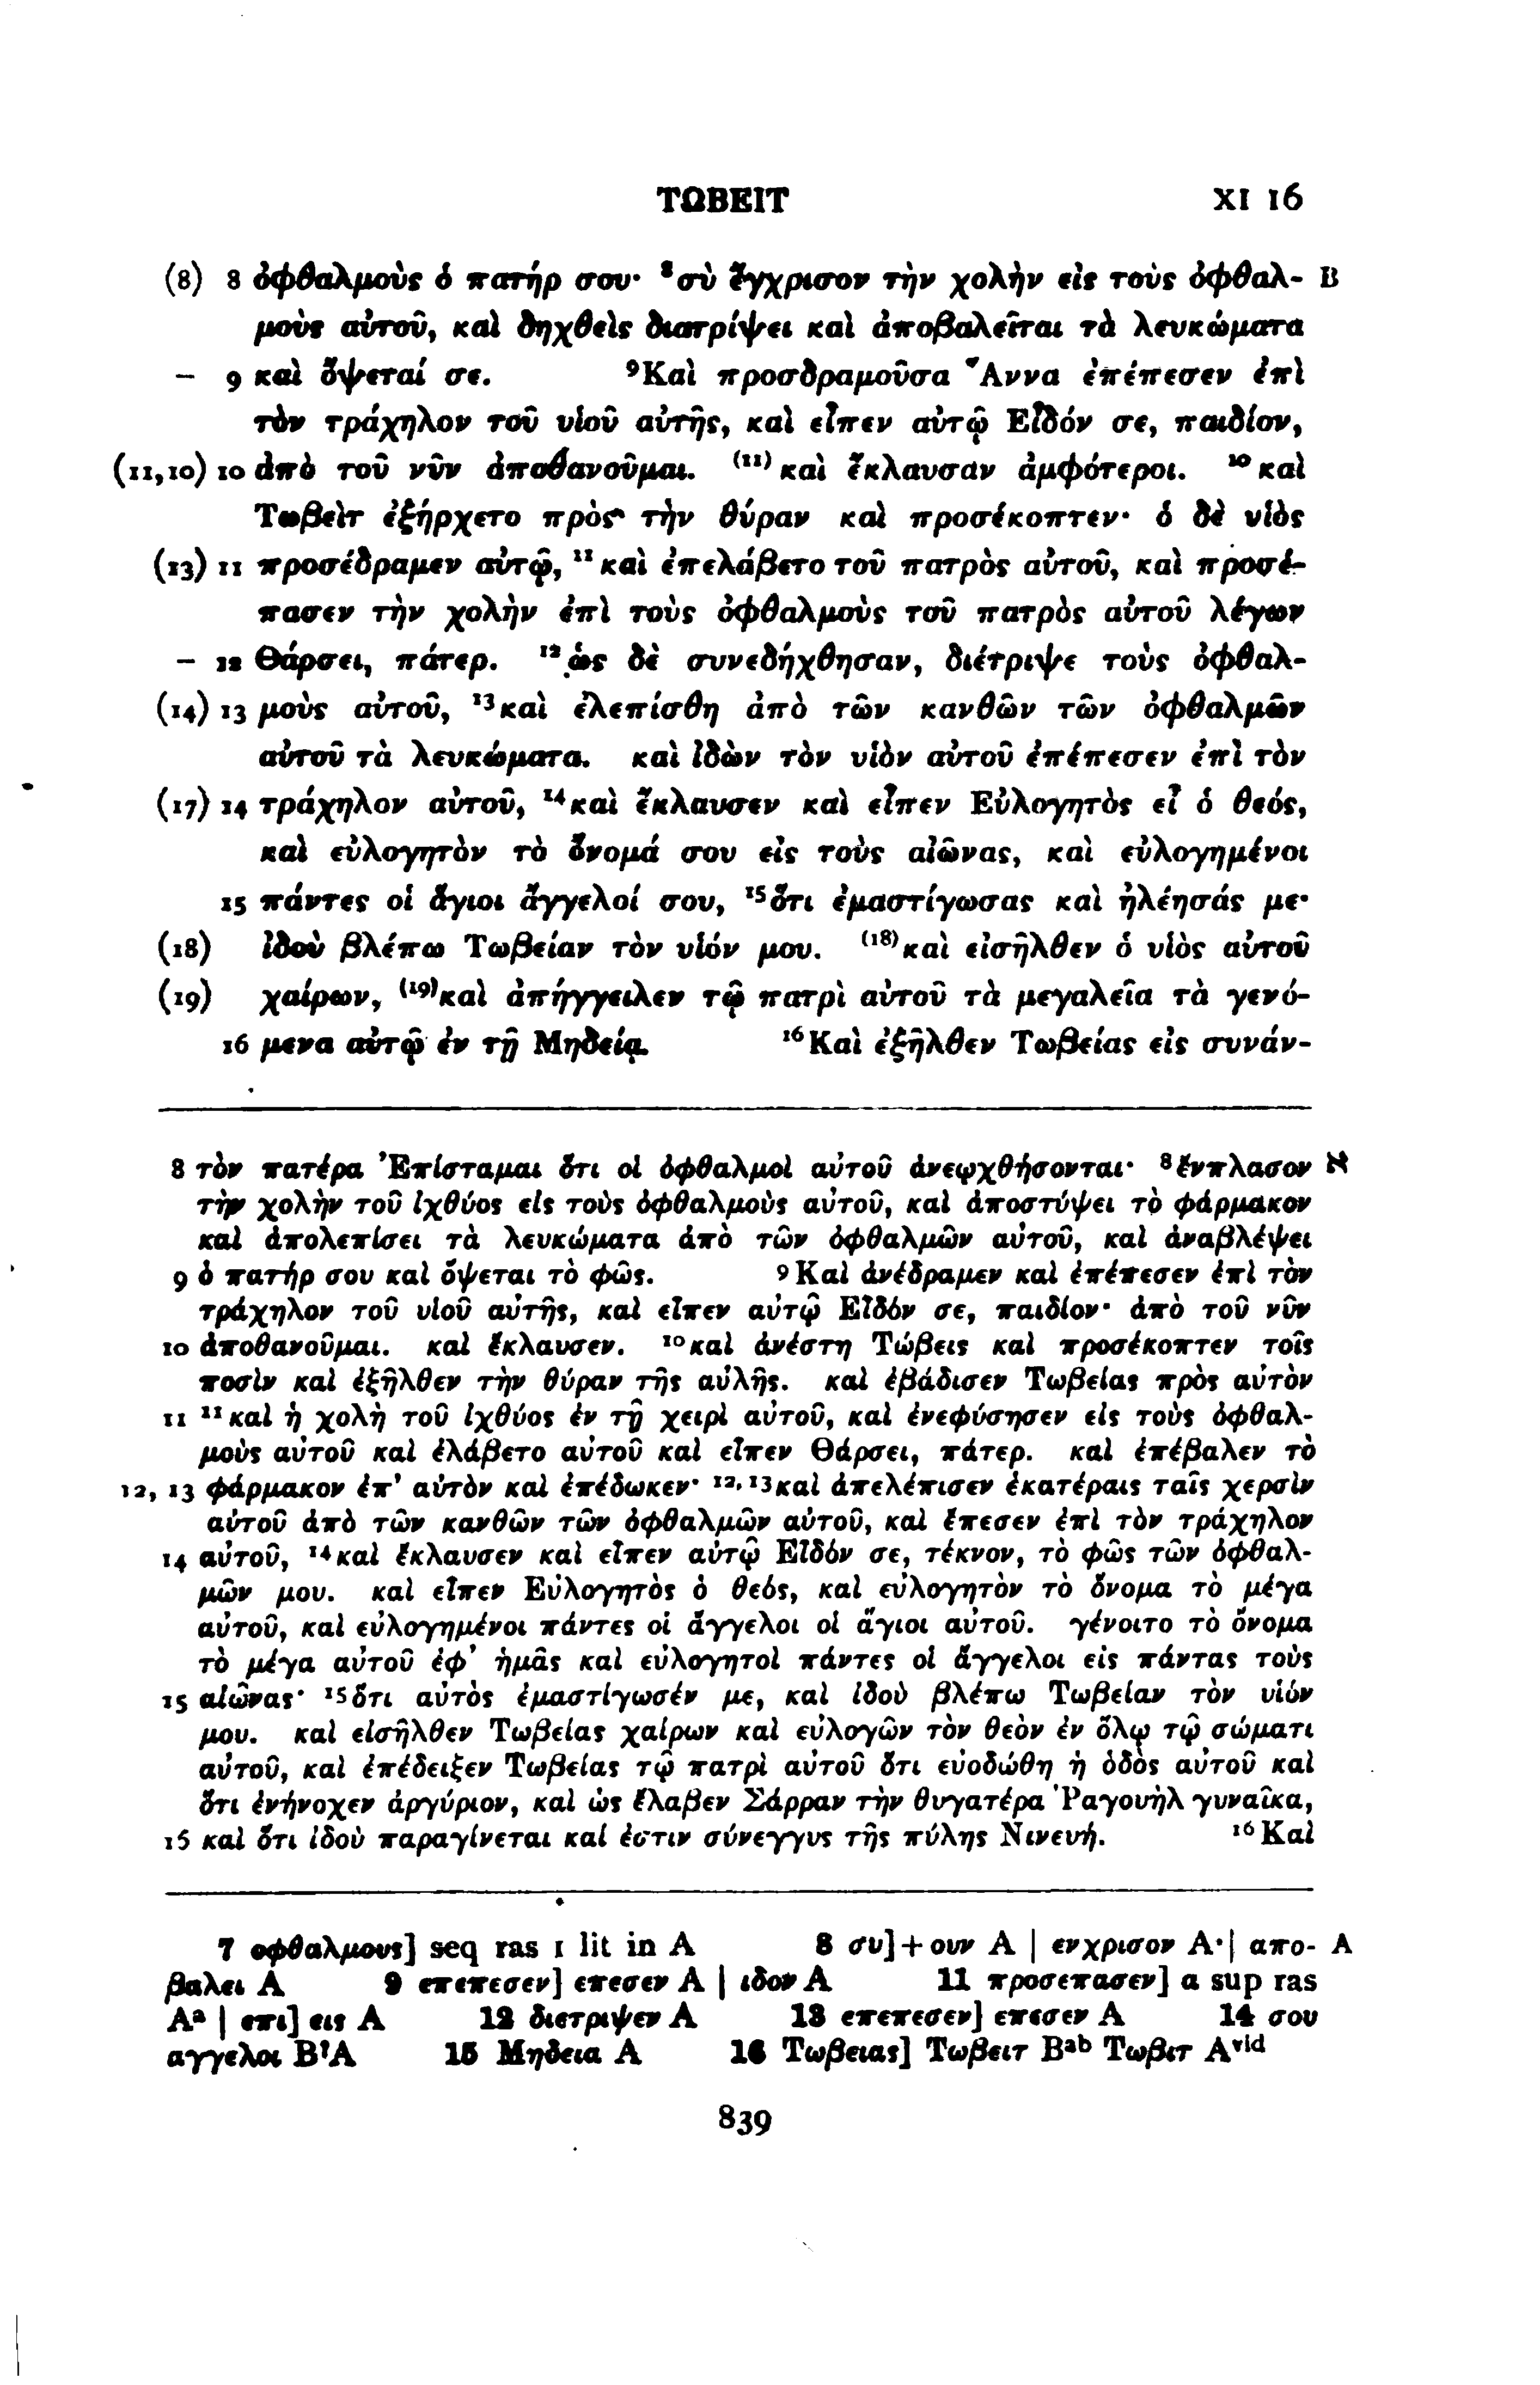 ΤΩΒΕΙΤ XI 16
(8) 8 ὀφθαλμοὺς ὁ πατήρ σου· ⁸σὺ ἔγχρισον τὴν χολὴν εἰς τοὺς ὀφθαλ- B
μοὺς αὐτοῦ, καὶ δηχθεὶς διατρίψει καὶ ἀποβαλεῖται τὰ λευκώματα
– 9 καὶ ὄψεταί σε. ⁹Καὶ προσδραμοῦσα Ἅννα ἐπέπεσεν ἐπὶ
τὸν τράχηλον τοῦ υἱοῦ αὐτῆς, καὶ εἶπεν αὐτῷ Εἶδόν σε, παιδίον,
(11,10) 10 ἀπὸ τοῦ νῦν ἀποθανοῦμαι. ⁽¹¹⁾καὶ ἔκλαυσαν ἀμφότεροι. ¹⁰καὶ
Τωβεὶτ ἐξήρχετο πρὸς τὴν θύραν καὶ προσέκοπτεν· ὁ δὲ υἱὸς
(13) 11 προσέδραμεν αὐτῷ, ¹¹καὶ ἐπελάβετο τοῦ πατρὸς αὐτοῦ, καὶ προσέ-
πασεν τὴν χολὴν ἐπὶ τοὺς ὀφθαλμοὺς τοῦ πατρὸς αὐτοῦ λέγων
– 12 Θάρσει, πάτερ. ¹²ὡς δὲ συνεδήχθησαν, διέτριψε τοὺς ὀφθαλ-
(14) 13 μοὺς αὐτοῦ, ¹³καὶ ἐλεπίσθη ἀπὸ τῶν κανθῶν τῶν ὀφθαλμῶν
αὐτοῦ τὰ λευκώματα. καὶ ἰδὼν τὸν υἱὸν αὐτοῦ ἐπέπεσεν ἐπὶ τὸν
(17) 14 τράχηλον αὐτοῦ, ¹⁴καὶ ἔκλαυσεν καὶ εἶπεν Εὐλογητὸς εἶ ὁ θεός,
καὶ εὐλογητὸν τὸ ὄνομά σου εἰς τοὺς αἰῶνας, καὶ εὐλογημένοι
15 πάντες οἱ ἅγιοι ἄγγελοί σου, ¹⁵ὅτι ἐμαστίγωσας καὶ ἠλέησάς με·
(18) ἰδοὺ βλέπω Τωβείαν τὸν υἱόν μου. ⁽¹⁸⁾καὶ εἰσῆλθεν ὁ υἱὸς αὐτοῦ
(19) χαίρων, ⁽¹⁹⁾καὶ ἀπήγγειλεν τῷ πατρὶ αὐτοῦ τὰ μεγαλεῖα τὰ γενό-
16 μενα αὐτῷ ἐν τῇ Μηδείᾳ. ¹⁶Καὶ ἐξῆλθεν Τωβείας εἰς συνάν-
8 τὸν πατέρα Ἐπίσταμαι ὅτι οἱ ὀφθαλμοὶ αὐτοῦ ἀνεῳχθήσονται· ⁸ἔνπλασον א
τὴν χολὴν τοῦ ἰχθύος εἰς τοὺς ὀφθαλμοὺς αὐτοῦ, καὶ ἀποστύψει τὸ φάρμακον
καὶ ἀπολεπίσει τὰ λευκώματα ἀπὸ τῶν ὀφθαλμῶν αὐτοῦ, καὶ ἀναβλέψει
9 ὁ πατήρ σου καὶ ὄψεται τὸ φῶς. ⁹Καὶ ἀνέδραμεν καὶ ἐπέπεσεν ἐπὶ τὸν
τράχηλον τοῦ υἱοῦ αὐτῆς, καὶ εἶπεν αὐτῷ Εἶδόν σε, παιδίον· ἀπὸ τοῦ νῦν
10 ἀποθανοῦμαι. καὶ ἔκλαυσεν. ¹⁰καὶ ἀνέστη Τώβεις καὶ προσέκοπτεν τοῖς
ποσὶν καὶ ἐξῆλθεν τὴν θύραν τῆς αὐλῆς. καὶ ἐβάδισεν Τωβείας πρὸς αὐτὸν
11 ¹¹καὶ ἡ χολὴ τοῦ ἰχθύος ἐν τῇ χειρὶ αὐτοῦ, καὶ ἐνεφύσησεν εἰς τοὺς ὀφθαλ-
μοὺς αὐτοῦ καὶ ἐλάβετο αὐτοῦ καὶ εἶπεν Θάρσει, πάτερ. καὶ ἐπέβαλεν τὸ
12, 13 φάρμακον ἐπ’ αὐτὸν καὶ ἐπέδωκεν· ¹²·¹³καὶ ἀπελέπισεν ἑκατέραις ταῖς χερσὶν
αὐτοῦ ἀπὸ τῶν κανθῶν τῶν ὀφθαλμῶν αὐτοῦ, καὶ ἔπεσεν ἐπὶ τὸν τράχηλον
14 αὐτοῦ, ¹⁴καὶ ἔκλαυσεν καὶ εἶπεν αὐτῷ Εἶδόν σε, τέκνον, τὸ φῶς τῶν ὀφθαλ-
μῶν μου. καὶ εἶπεν Εὐλογητὸς ὁ θεός, καὶ εὐλογητὸν τὸ ὄνομα τὸ μέγα
αὐτοῦ, καὶ εὐλογημένοι πάντες οἱ ἄγγελοι οἱ ἅγιοι αὐτοῦ. γένοιτο τὸ ὄνομα
τὸ μέγα αὐτοῦ ἐφ’ ἡμᾶς καὶ εὐλογητοὶ πάντες οἱ ἄγγελοι εἰς πάντας τοὺς
15 αἰῶνας· ¹⁵ὅτι αὐτὸς ἐμαστίγωσέν με, καὶ ἰδοὺ βλέπω Τωβείαν τὸν υἱόν
μου. καὶ εἰσῆλθεν Τωβείας χαίρων καὶ εὐλογῶν τὸν θεὸν ἐν ὅλῳ τῷ σώματι
αὐτοῦ, καὶ ἐπέδειξεν Τωβείας τῷ πατρὶ αὐτοῦ ὅτι εὐοδώθη ἡ ὁδὸς αὐτοῦ καὶ
ὅτι ἐνήνοχεν ἀργύριον, καὶ ὡς ἔλαβεν Σάρραν τὴν θυγατέρα Ῥαγουὴλ γυναῖκα,
16 καὶ ὅτι ἰδοὺ παραγίνεται καί ἐστιν σύνεγγυς τῆς πύλης Νινευή. ¹⁶Καὶ
7 οφθαλμους] seq ras 1 lit in A 8 συ]+ουν A | ενχρισον A·| απο- A
βαλει A 9 επεπεσεν] επεσεν A | ιδον A 11 προσεπασεν] α sup ras
Aᵃ | επι] εις A 12 διετριψεν A 13 επεπεσεν] επεσεν A 14 σου
αγγελοι BˀA 15 Μηδεια A 16 Τωβειας] Τωβειτ Bᵃᵇ Τωβιτ Aᵛⁱᵈ
839